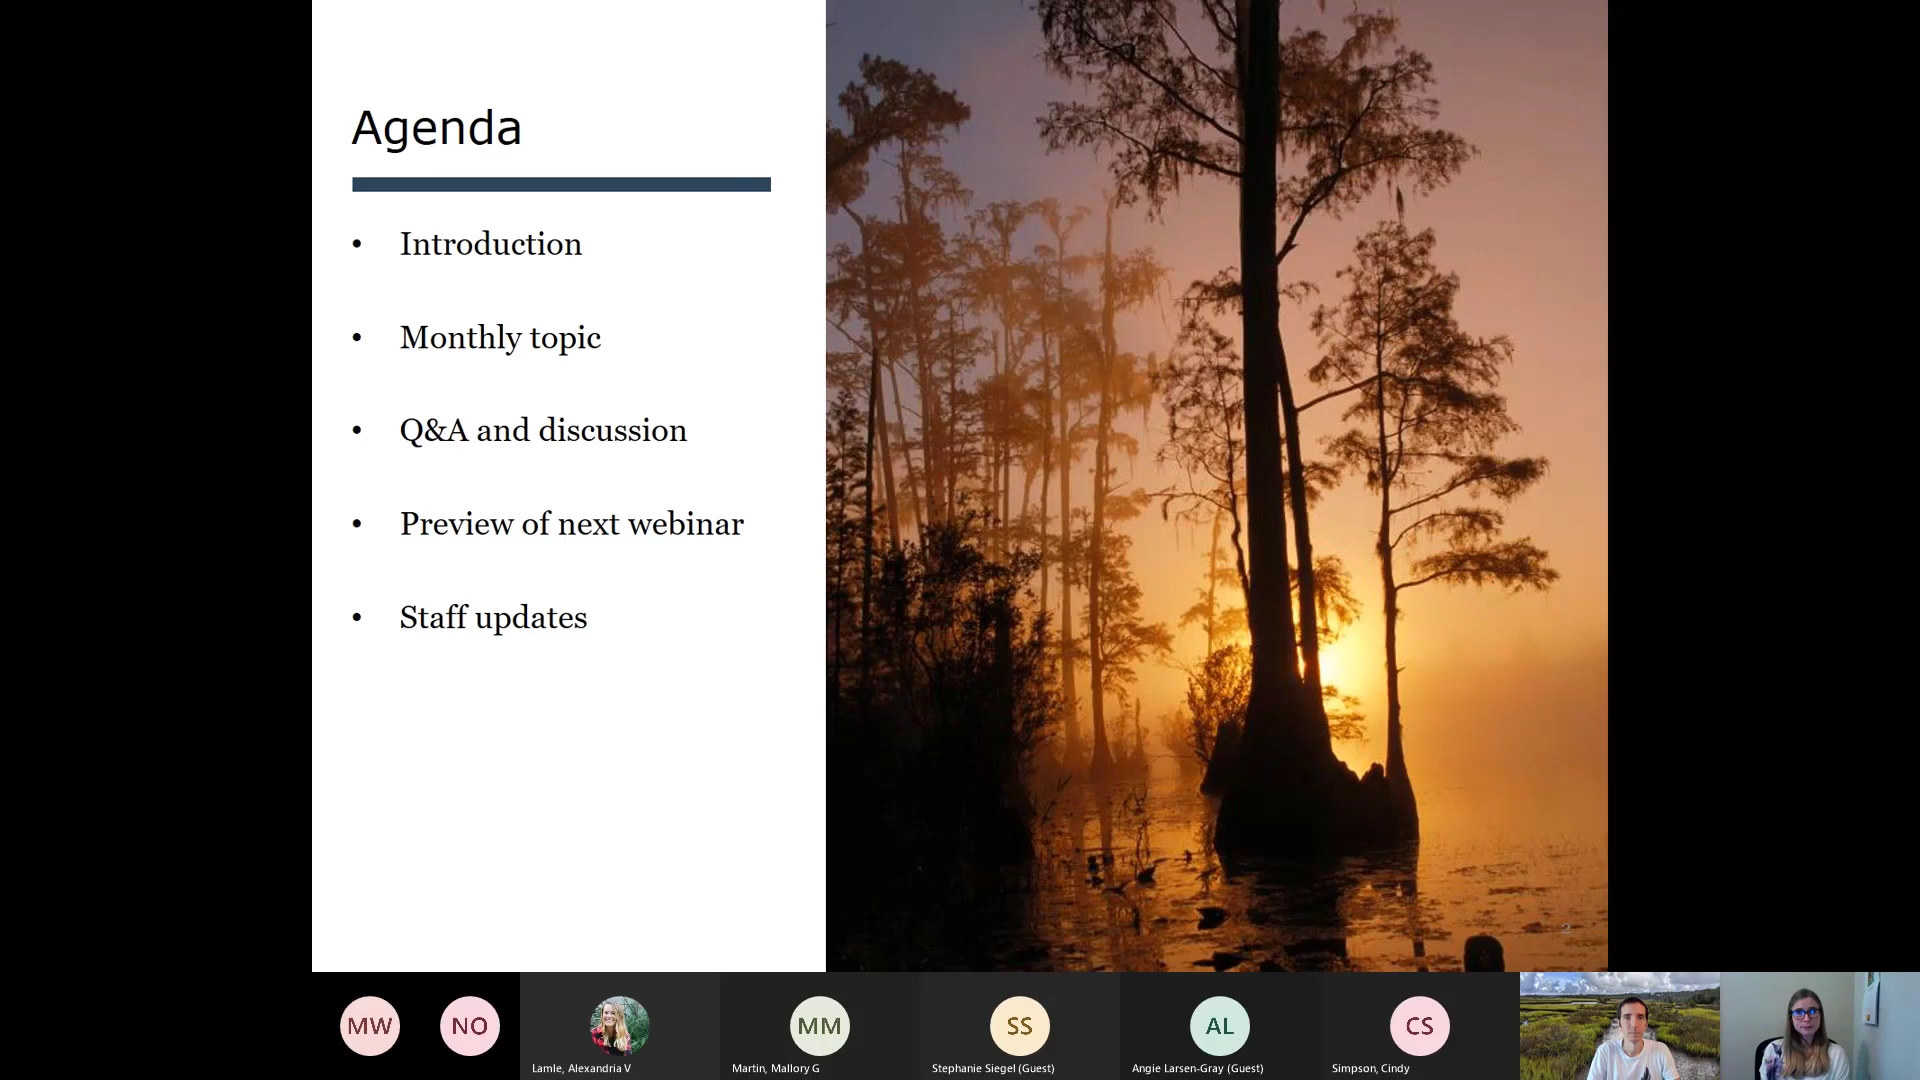 Agenda
• Introduction
• Monthly topic
• Q&A and discussion
• Preview of next webinar
• Staff updates
2
MW
NO
Lamle, Alexandria V
MM
Martin, Mallory G
SS
Stephanie Siegel (Guest)
AL
Angie Larsen-Gray (Guest)
CS
Simpson, Cindy